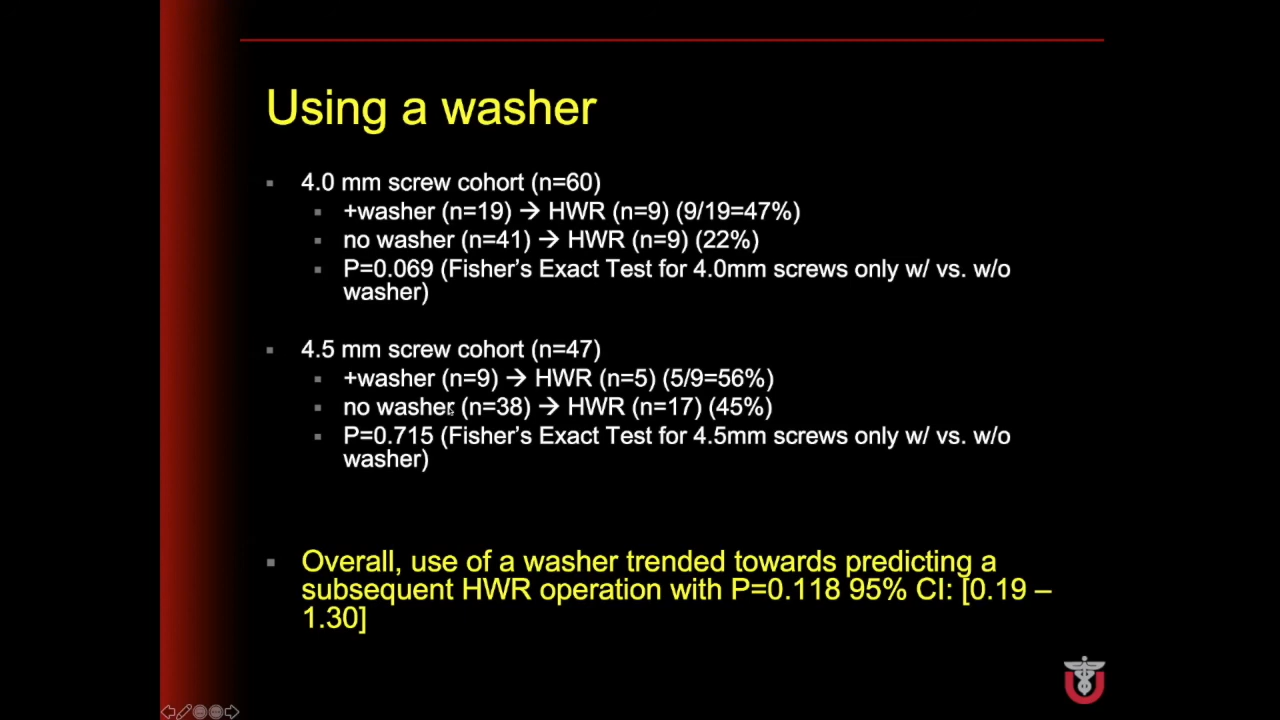 Using a washer
4.0 mm screw cohort (n=60)
+washer (n=19) → HWR (n=9) (9/19=47%)
no washer (n=41) → HWR (n=9) (22%)
P=0.069 (Fisher’s Exact Test for 4.0mm screws only w/ vs. w/o
washer)
4.5 mm screw cohort (n=47)
+washer (n=9) → HWR (n=5) (5/9=56%)
no washer (n=38) → HWR (n=17) (45%)
P=0.715 (Fisher’s Exact Test for 4.5mm screws only w/ vs. w/o
washer)
Overall, use of a washer trended towards predicting a
subsequent HWR operation with P=0.118 95% CI: [0.19 –
1.30]